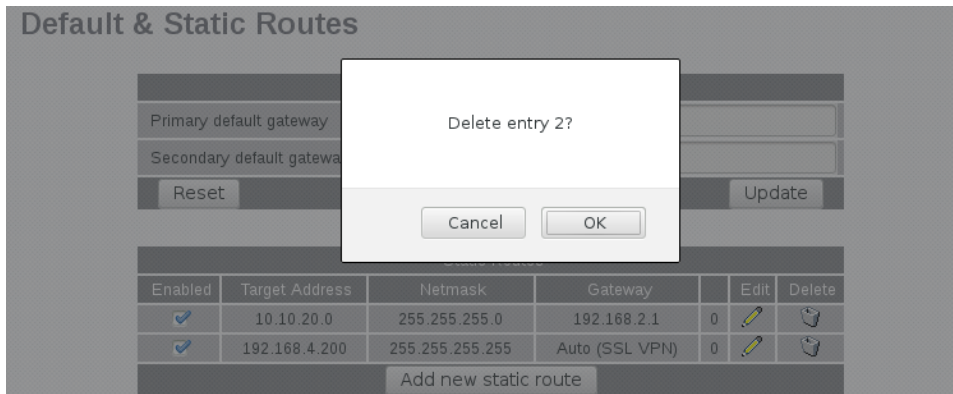 Default & Static Routes
Primary default gateway
Secondary default gatewa
Reset
Update
Delete entry 2?
Cancel
OK
Enabled Target Address Netmask Gateway Edit Delete
10.10.20.0 255.255.255.0 192.168.2.1 0
192.168.4.200 255.255.255.255 Auto (SSL VPN) 0
Add new static route